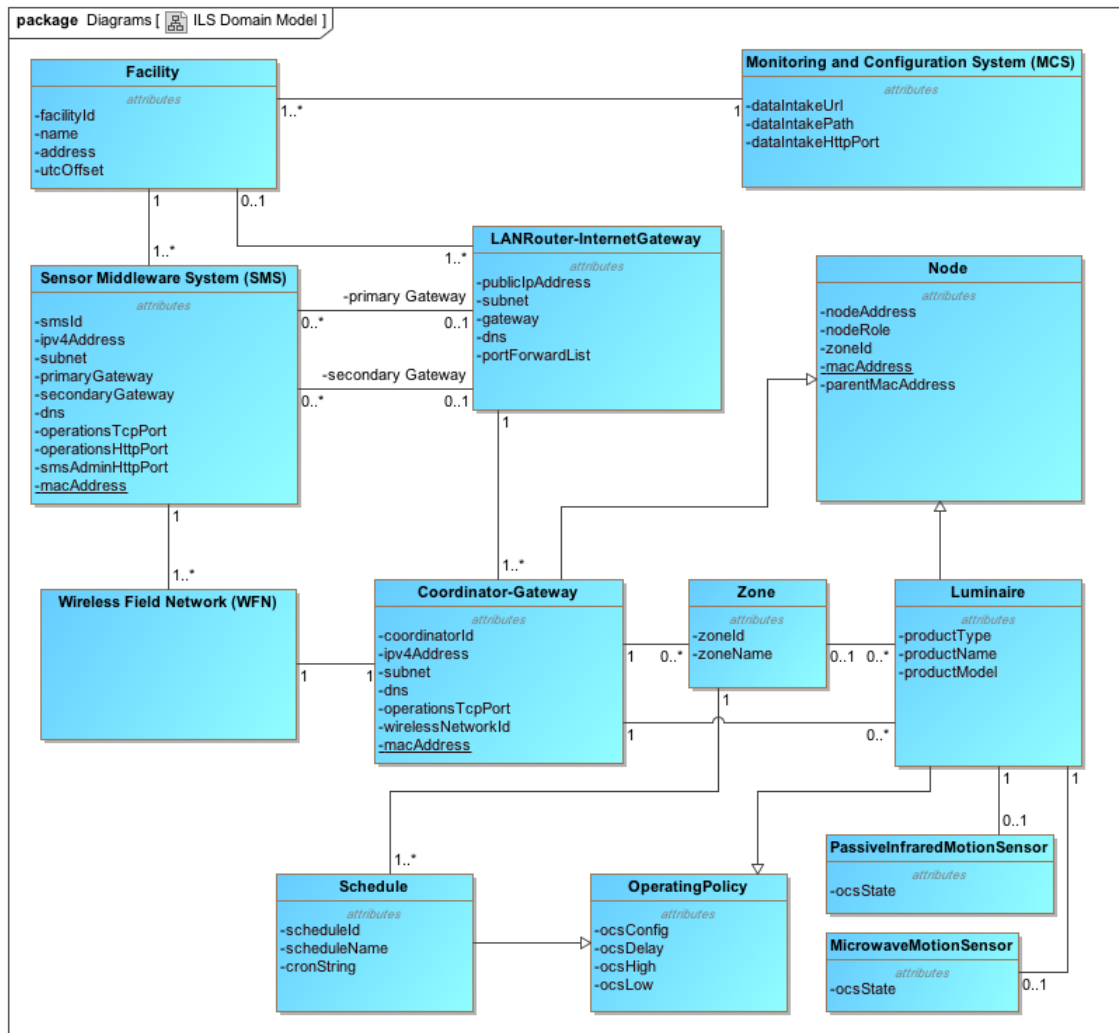 package Diagrams [ ILS Domain Model ]
Facility
attributes
-facilityId
-name
-address
-utcOffset
1..*
1
Monitoring and Configuration System (MCS)
attributes
-dataIntakeUrl
-dataIntakePath
-dataIntakeHttpPort
1
0..1
1..*
1..*
LANRouter-InternetGateway
attributes
-publicIpAddress
-subnet
-gateway
-dns
-portForwardList
Sensor Middleware System (SMS)
attributes
-smsId
-ipv4Address
-subnet
-primaryGateway
-secondaryGateway
-dns
-operationsTcpPort
-operationsHttpPort
-smsAdminHttpPort
-macAddress
-primary Gateway
0..*
0..1
-secondary Gateway
0..*
0..1
Node
attributes
-nodeAddress
-nodeRole
-zoneId
-macAddress
-parentMacAddress
1
1
1..*
1..*
Wireless Field Network (WFN)
1
1
Coordinator-Gateway
attributes
-coordinatorId
-ipv4Address
-subnet
-dns
-operationsTcpPort
-wirelessNetworkId
-macAddress
1
0..*
Zone
attributes
-zoneId
-zoneName
0..1
0..*
Luminaire
attributes
-productType
-productName
-productModel
1
0..*
1
1
1
0..1
1..*
Schedule
attributes
-scheduleId
-scheduleName
-cronString
OperatingPolicy
attributes
-ocsConfig
-ocsDelay
-ocsHigh
-ocsLow
PassiveInfraredMotionSensor
attributes
-ocsState
MicrowaveMotionSensor
attributes
-ocsState
0..1